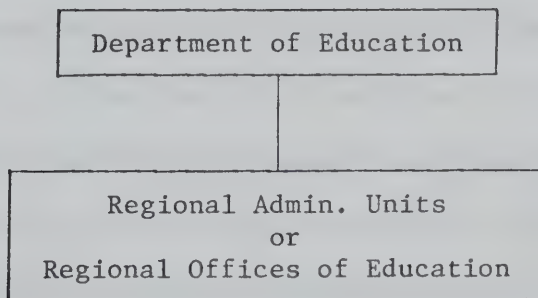 Department of Education
Regional Admin. Units
or
Regional Offices of Education